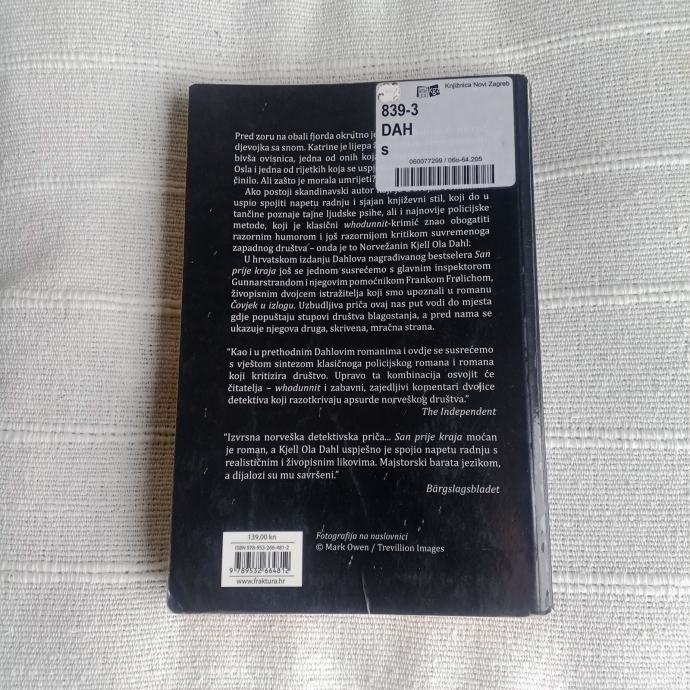 Knjižnica Novi Zagreb
839-3
DAH
s
060077299 / 06o-64.205
Pred zoru na obali fjorda okrutno je
djevojka sa snom. Katrine je lijepa
bivša ovisnica, jedna od onih koja
Osla i jedna od rijetkih koja se uspj
činilo. Ali zašto je morala umrijeti?
Ako postoji skandinavski autor
uspio spojiti napetu radnju i sjajan književni stil, koji do u
tančine poznaje tajne ljudske psihe, ali i najnovije policijske
metode, koji je klasični whodunnit-krimić znao obogatiti
razornim humorom i još razornijom kritikom suvremenoga
zapadnog društva – onda je to Norvežanin Kjell Ola Dahl.
U hrvatskom izdanju Dahlova nagrađivanog bestselera San
prije kraja još se jednom susrećemo s glavnim inspektorom
Gunnarstrandom i njegovim pomoćnikom Frankom Frølichom,
živopisnim dvojcem istražitelja koji smo upoznali u romanu
Čovjek u izlogu. Uzbudljiva priča ovaj nas put vodi do mjesta
gdje popuštaju stupovi društva blagostanja, a pred nama se
ukazuje njegova druga, skrivena, mračna strana.
“Kao i u prethodnim Dahlovim romanima i ovdje se susrećemo
s vještom sintezom klasičnoga policijskog romana i romana
koji kritizira društvo. Upravo ta kombinacija osvojit će
čitatelja – whodunnit i zabavni, zajedljivi komentari dvojice
detektiva koji razotkrivaju apsurde norveškog društva.”
The Independent
“Izvrsna norveška detektivska priča... San prije kraja moćan
je roman, a Kjell Ola Dahl uspješno je spojio napetu radnju s
realističnim i živopisnim likovima. Majstorski barata jezikom,
a dijalozi su mu savršeni.”
Bärgslagsbladet
139,00 kn
ISBN 978-953-266-481-2
9 789532 664812
www.fraktura.hr
Fotografija na naslovnici
© Mark Owen / Trevillion Images